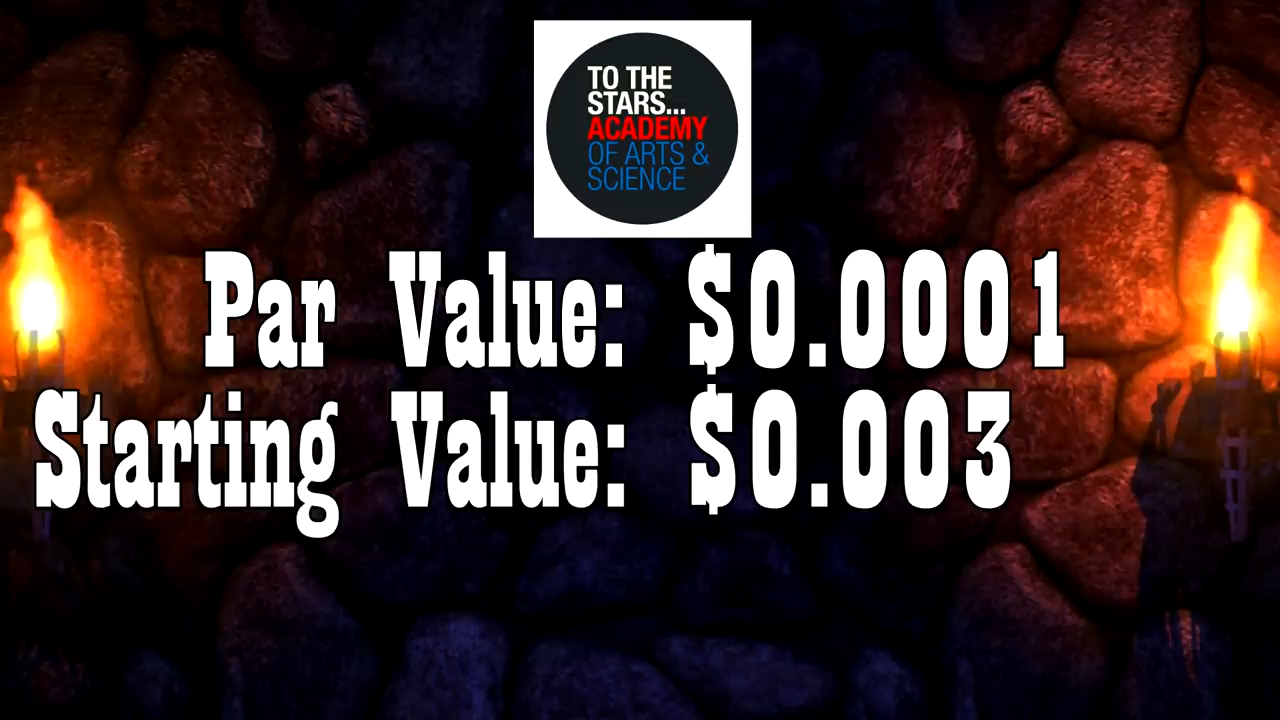 TO THE
STARS...
ACADEMY
OF ARTS &
SCIENCE
Par Value: $0.0001
Starting Value: $0.003